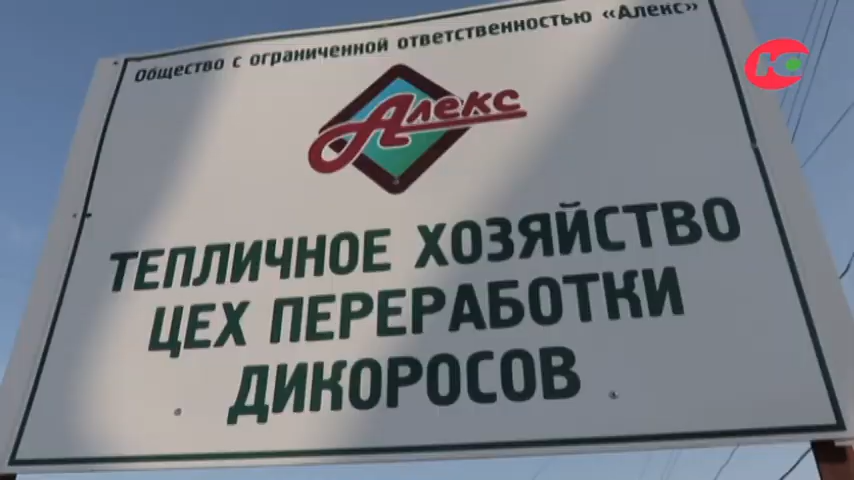 Общество с ограниченной ответственностью «Алекс»
Алекс
ТЕПЛИЧНОЕ ХОЗЯЙСТВО
ЦЕХ ПЕРЕРАБОТКИ
ДИКОРОСОВ
Ю